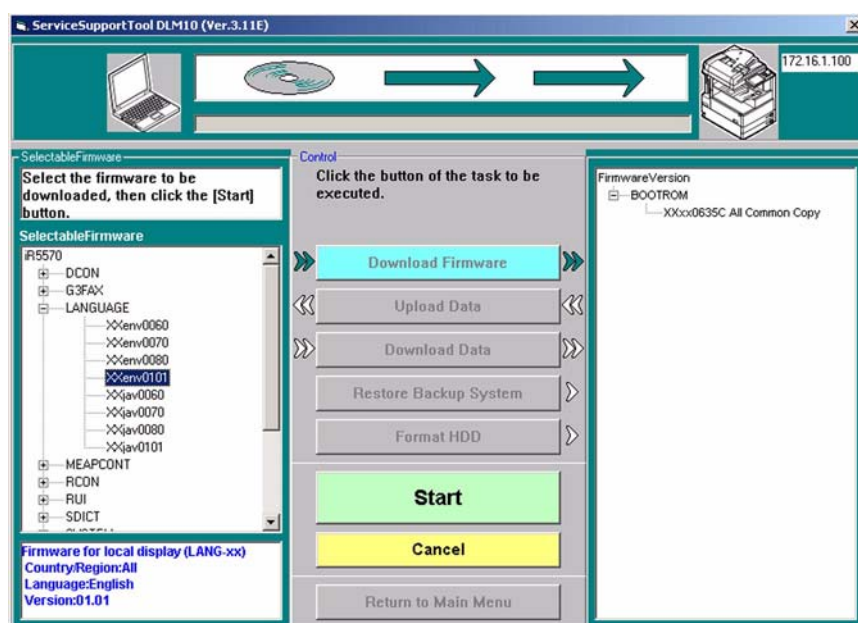 ServiceSupportTool DLM10 (Ver.3.11E)
172.16.1.100
SelectableFirmware
Select the firmware to be
downloaded, then click the [Start]
button.
SelectableFirmware
iR5570
DCON
G3FAX
LANGUAGE
XXenv0060
XXenv0070
XXenv0080
XXenv0101
XXjav0060
XXjav0070
XXjav0080
XXjav0101
MEAPCONT
RCON
RUI
SDICT
Firmware for local display (LANG-xx)
Country/Region:All
Language:English
Version:01.01
Control
Click the button of the task to be
executed.
Download Firmware
Upload Data
Download Data
Restore Backup System
Format HDD
Start
Cancel
Return to Main Menu
FirmwareVersion
BOOTROM
XXxx0635C All Common Copy